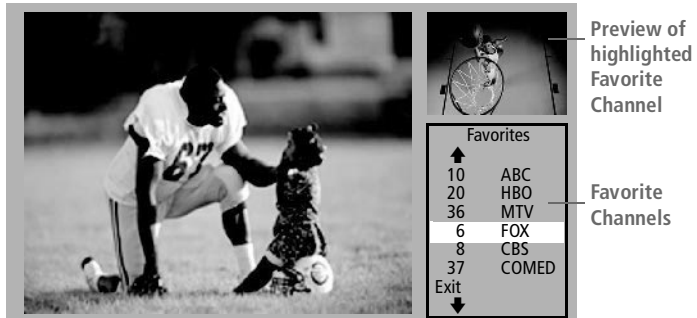 67
Preview of
highlighted
Favorite
Channel
Favorites
10 ABC
20 HBO
36 MTV
6 FOX
8 CBS
37 COMED
Exit
Favorite
Channels